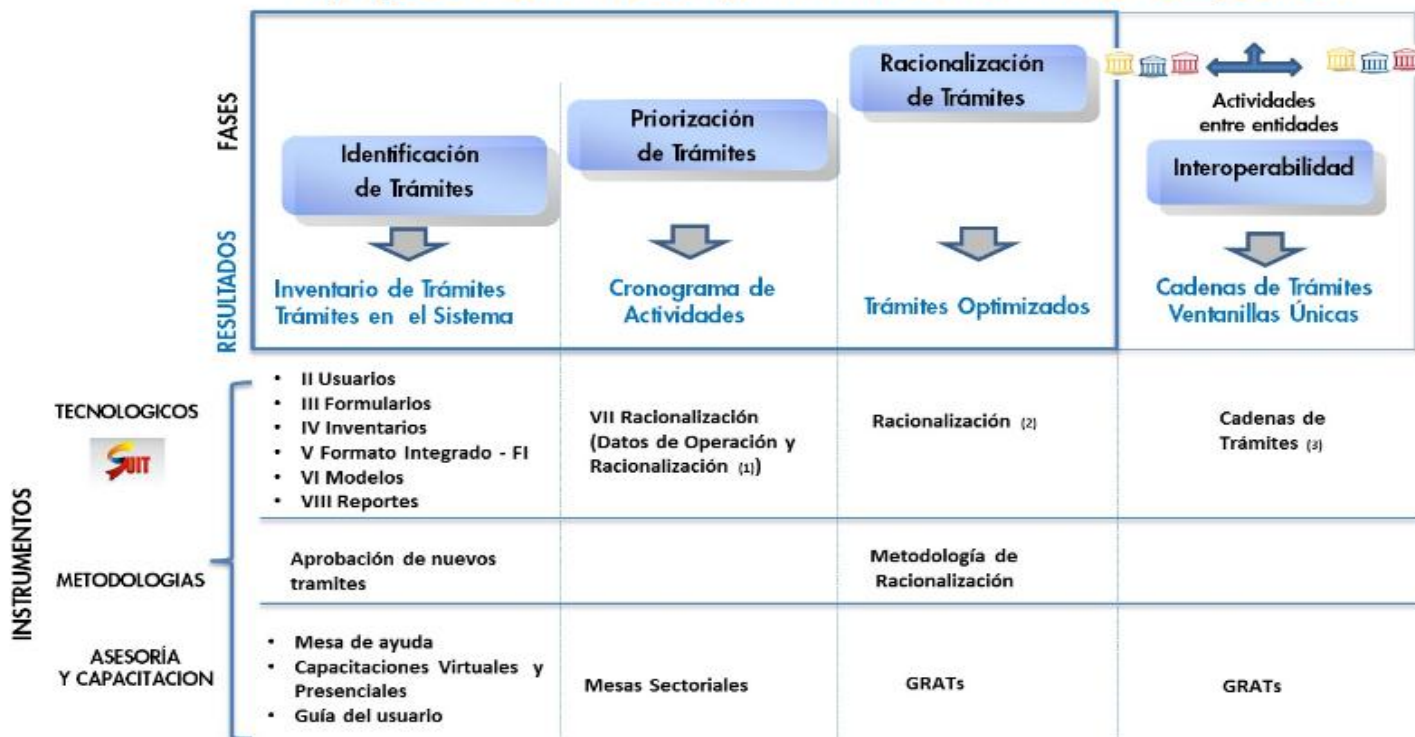 FASES
Identificación
de Trámites
Priorización
de Trámites
Racionalización
de Trámites
Actividades
entre entidades
Interoperabilidad
RESULTADOS
Inventario de Trámites
Trámites en el Sistema
Cronograma de
Actividades
Trámites Optimizados
Cadenas de Trámites
Ventanillas Únicas
INSTRUMENTOS
TECNOLOGICOS
SUIT
• II Usuarios
• III Formularios
• IV Inventarios
• V Formato Integrado - FI
• VI Modelos
• VIII Reportes
VII Racionalización
(Datos de Operación y
Racionalización (1))
Racionalización (2)
Cadenas de
Trámites (3)
METODOLOGIAS
Aprobación de nuevos
tramites
Metodología de
Racionalización
ASESORÍA
Y CAPACITACION
• Mesa de ayuda
• Capacitaciones Virtuales y
Presenciales
• Guía del usuario
Mesas Sectoriales
GRATs
GRATs